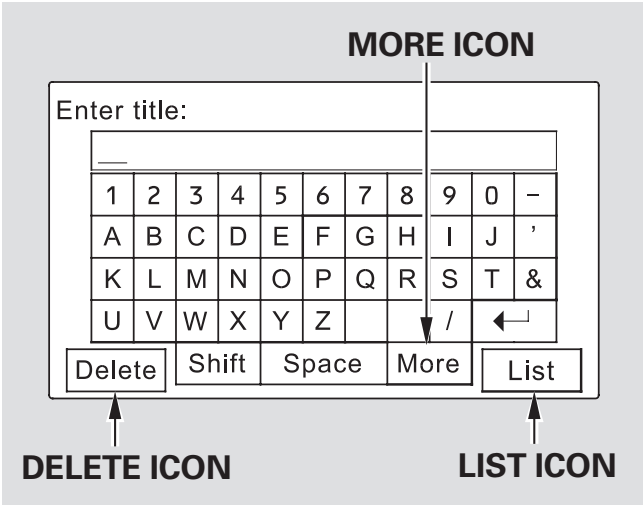 MORE ICON
Enter title:
1 2 3 4 5 6 7 8 9 0 –
A B C D E F G H I J ’
K L M N O P Q R S T &
U V W X Y Z /
Delete Shift Space More List
DELETE ICON LIST ICON